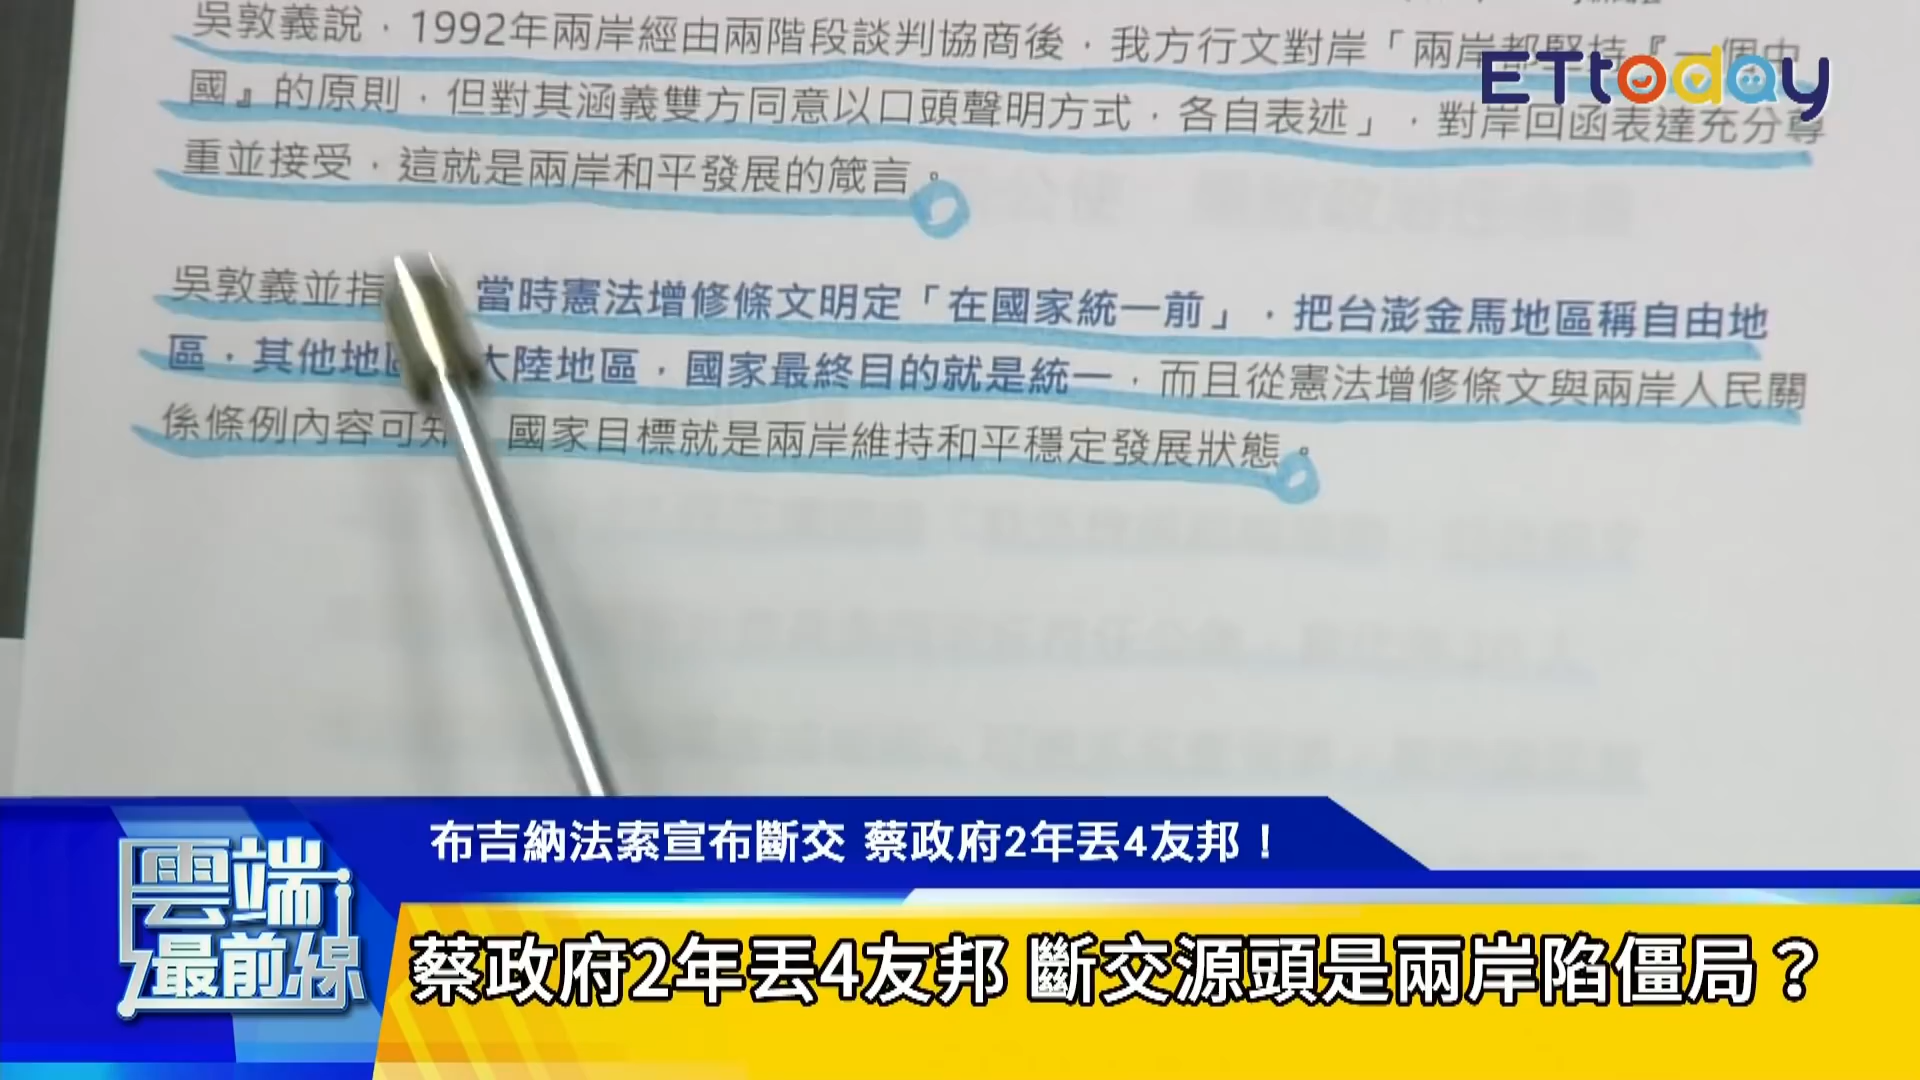 吳敦義說，1992年兩岸經由兩階段談判協商後，我方行文對岸「兩岸都堅持『一個中
ETtoday
國』的原則，但對其涵義雙方同意以口頭聲明方式，各自表述」，對岸回函表達充分尊
重並接受，這就是兩岸和平發展的箴言。
吳敦義並指 當時憲法增修條文明定「在國家統一前」，把台澎金馬地區稱自由地
區，其他地區 大陸地區，國家最終目的就是統一，而且從憲法增修條文與兩岸人民關
係條例內容可知 國家目標就是兩岸維持和平穩定發展狀態。
布吉納法索宣布斷交 蔡政府2年丟4友邦！
雲端
最前線
蔡政府2年丟4友邦 斷交源頭是兩岸陷僵局？